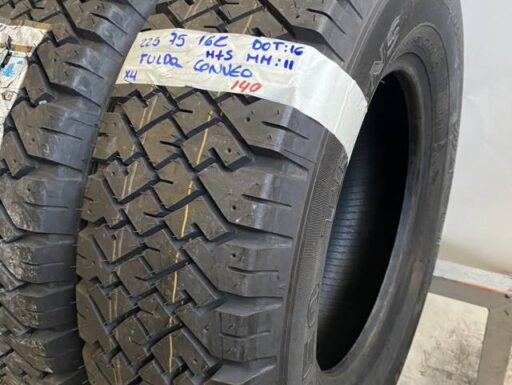 225 75 16C DOT:16
FULDA M+S MM:11
X4 CONVEO
140